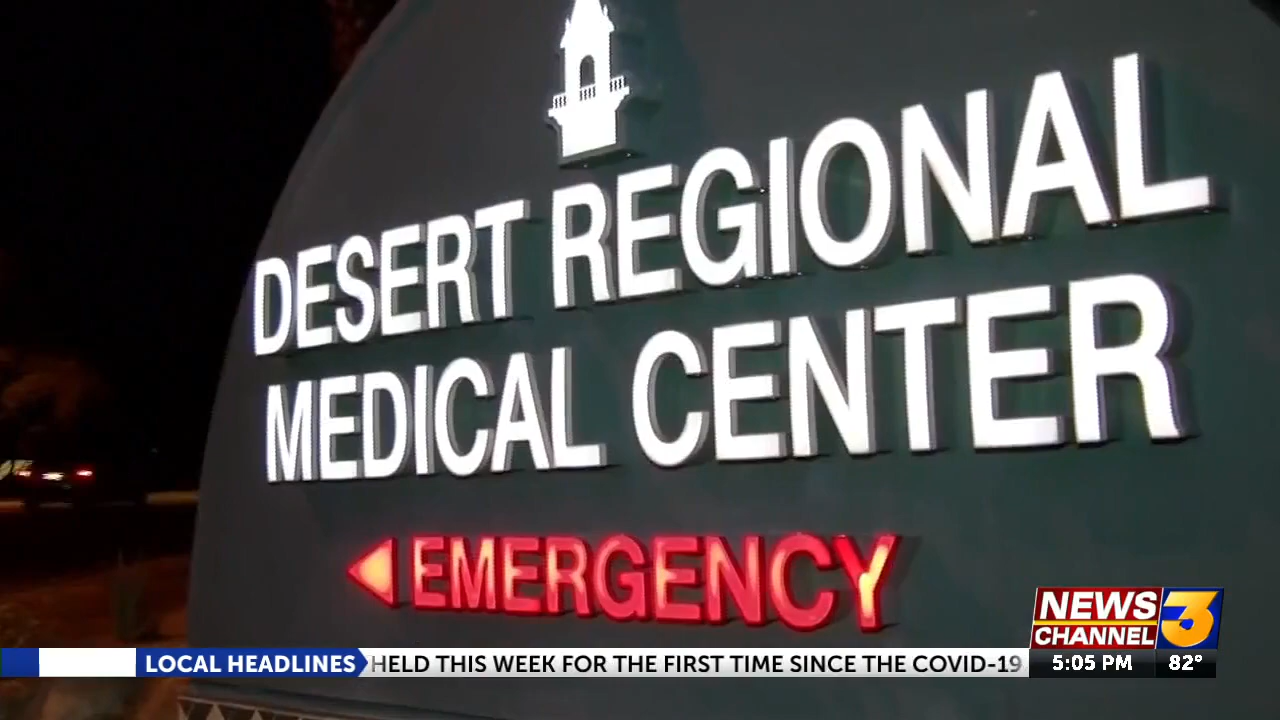 DESERT REGIONAL
MEDICAL CENTER
EMERGENCY
NEWS
CHANNEL 3
LOCAL HEADLINES HELD THIS WEEK FOR THE FIRST TIME SINCE THE COVID-19
5:05 PM 82°